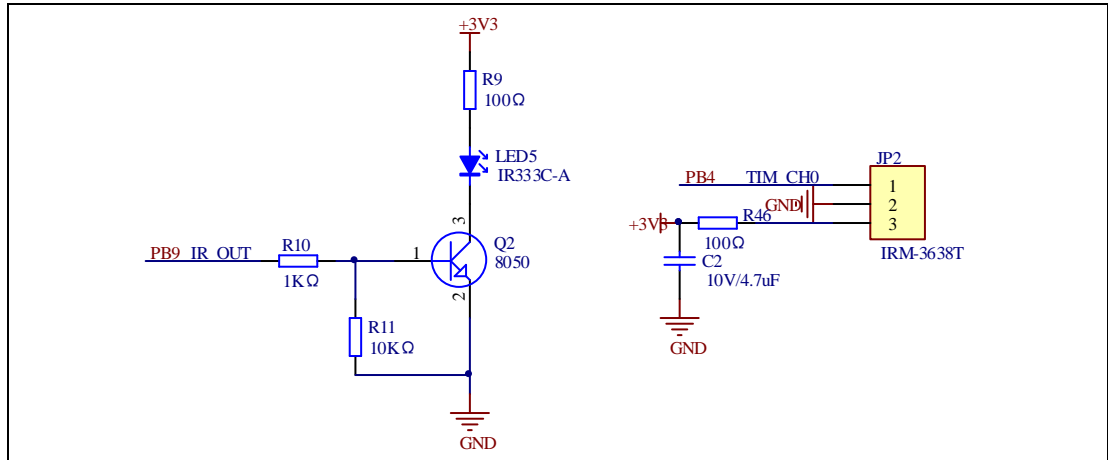 +3V3
R9
100Ω
LED5
IR333C-A
JP2
PB4 TIM_CH0
1
GND
2
3
+3V3
R46
100Ω
IRM-3638T
C2
10V/4.7uF
GND
3
Q2
8050
PB9 IR_OUT
R10
1KΩ
1
2
R11
10KΩ
GND